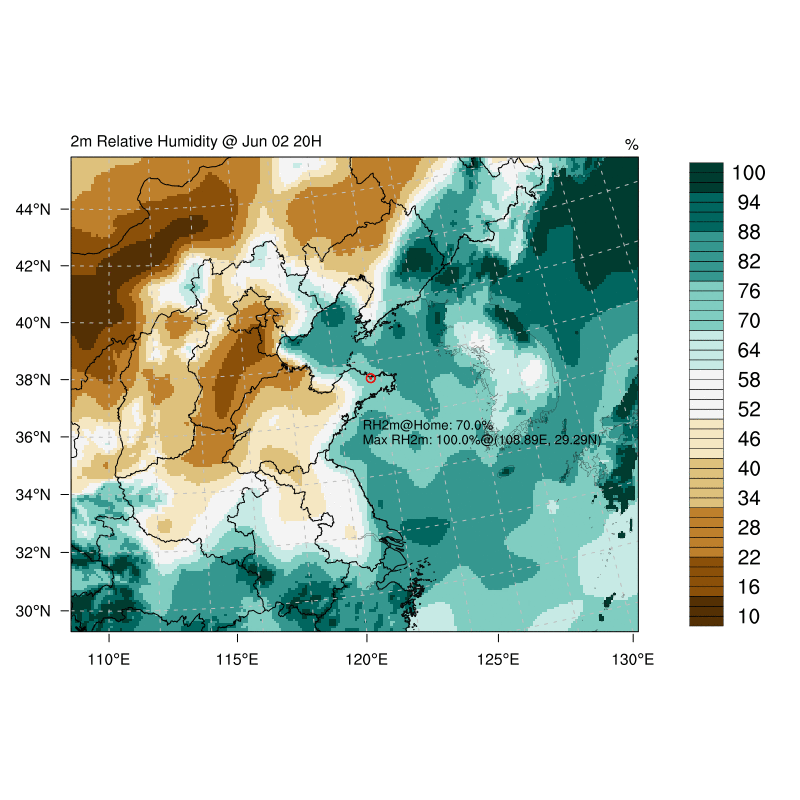 2m Relative Humidity @ Jun 02 20H
%
100
94
88
82
76
70
64
58
52
46
40
34
28
22
16
10
44°N
42°N
40°N
38°N
36°N
34°N
32°N
30°N
RH2m@Home: 70.0%
Max RH2m: 100.0%@(108.89E, 29.29N)
110°E
115°E
120°E
125°E
130°E